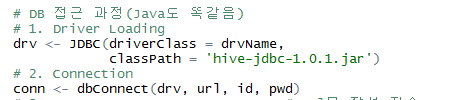 # DB 접근 과정(Java도 똑같음)
# 1. Driver Loading
drv <- JDBC(driverClass = drvName,
classPath = 'hive-jdbc-1.0.1.jar')
# 2. Connection
conn <- dbConnect(drv, url, id, pwd)